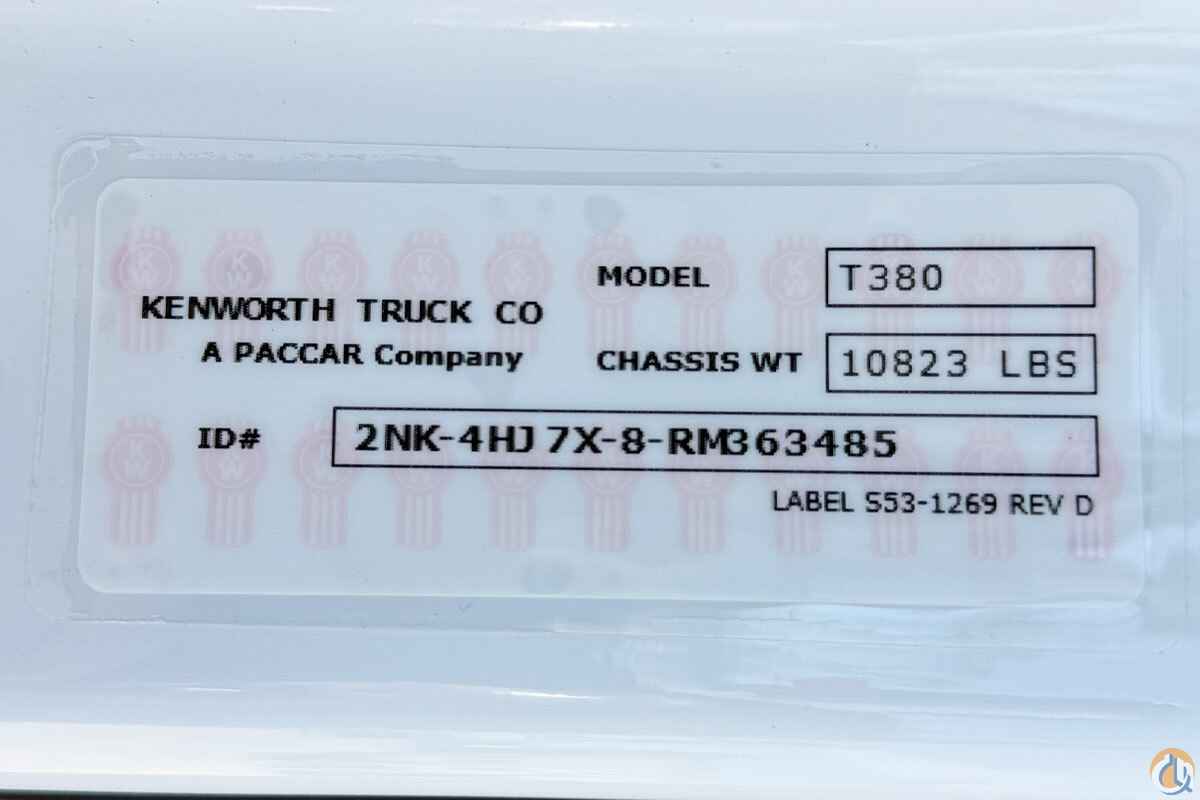 KENWORTH TRUCK CO
A PACCAR Company
MODEL T380
CHASSIS WT 10823 LBS
ID# 2NK-4HJ7X-8-RM363485
LABEL S53-1269 REV D